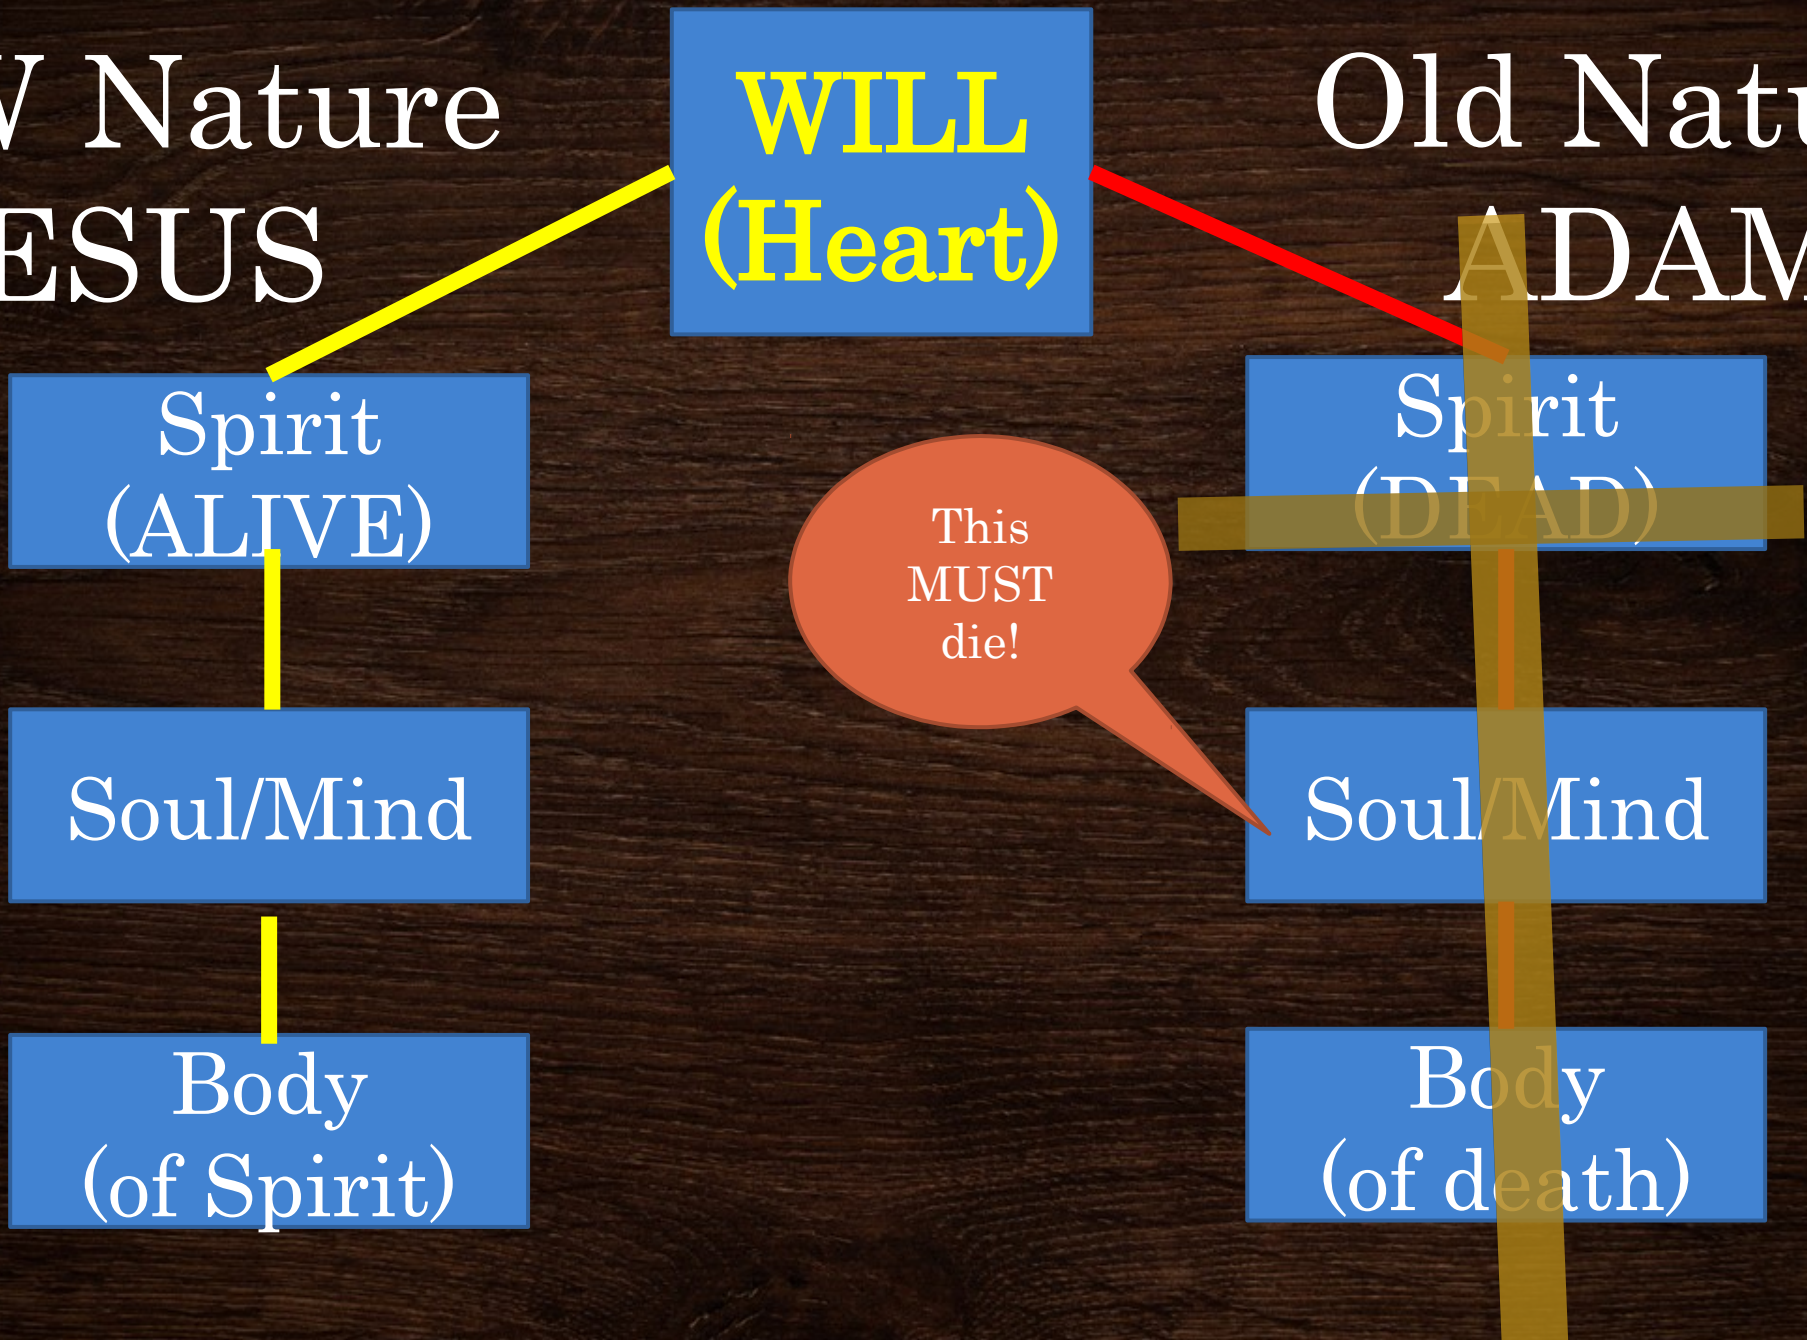 W Nature
ESUS
WILL
(Heart)
Old Natu
ADAM
Spirit
(ALIVE)
Soul/Mind
Body
(of Spirit)
This
MUST
die!
Spirit
(DEAD)
Soul/Mind
Body
(of death)